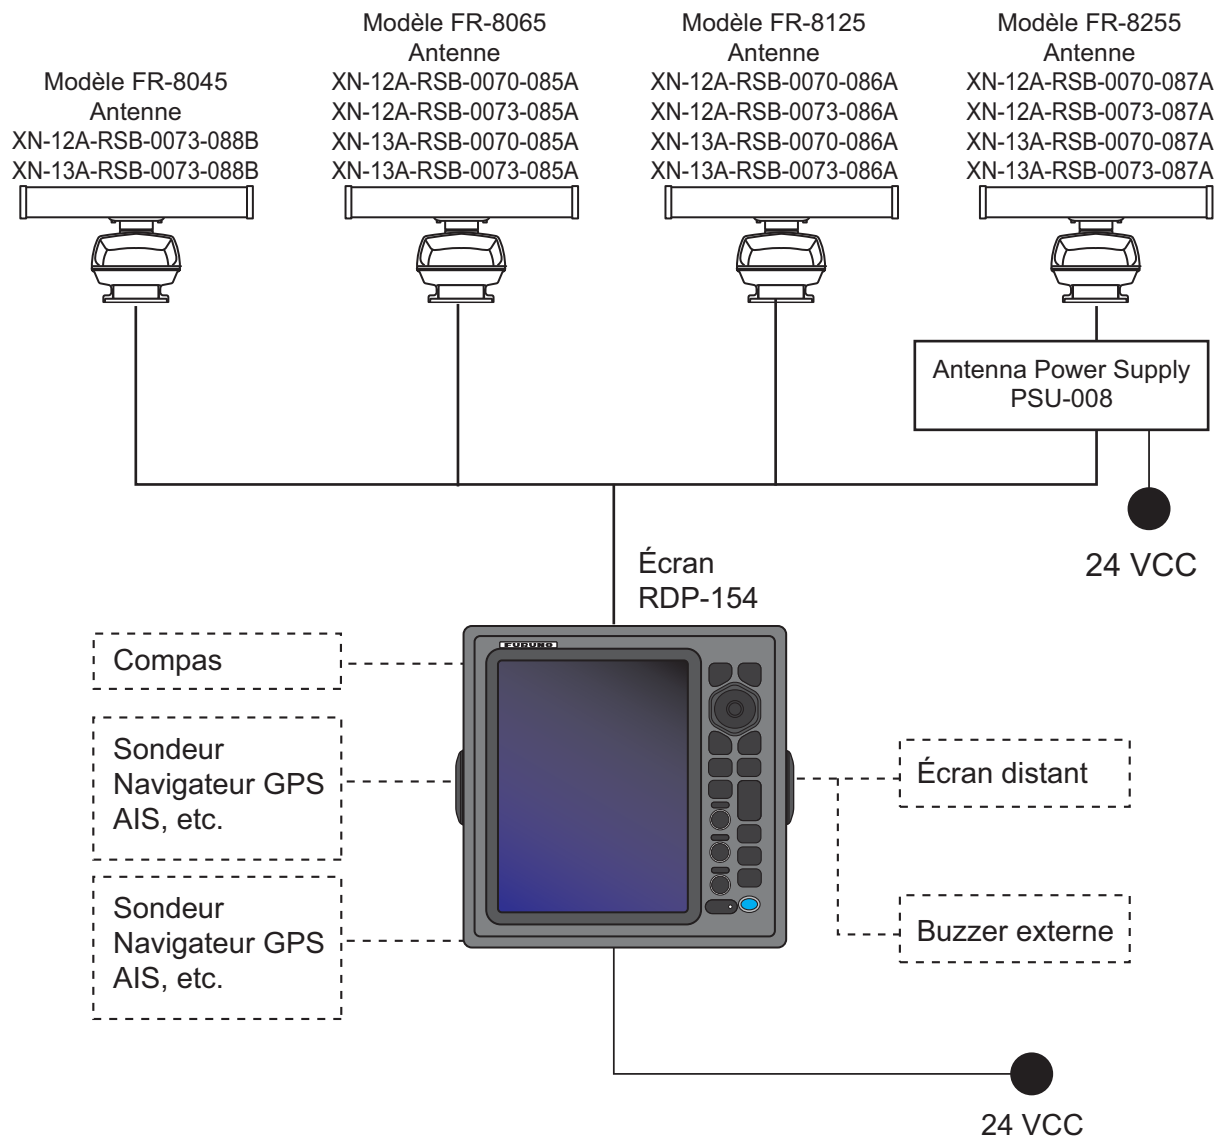 Modèle FR-8045
Antenne
XN-12A-RSB-0073-088B
XN-13A-RSB-0073-088B
Modèle FR-8065
Antenne
XN-12A-RSB-0070-085A
XN-12A-RSB-0073-085A
XN-13A-RSB-0070-085A
XN-13A-RSB-0073-085A
Modèle FR-8125
Antenne
XN-12A-RSB-0070-086A
XN-12A-RSB-0073-086A
XN-13A-RSB-0070-086A
XN-13A-RSB-0073-086A
Modèle FR-8255
Antenne
XN-12A-RSB-0070-087A
XN-12A-RSB-0073-087A
XN-13A-RSB-0070-087A
XN-13A-RSB-0073-087A
Antenna Power Supply
PSU-008
24 VCC
Écran
RDP-154
FURUNO
Compas
Sondeur
Navigateur GPS
AIS, etc.
Sondeur
Navigateur GPS
AIS, etc.
Écran distant
Buzzer externe
24 VCC